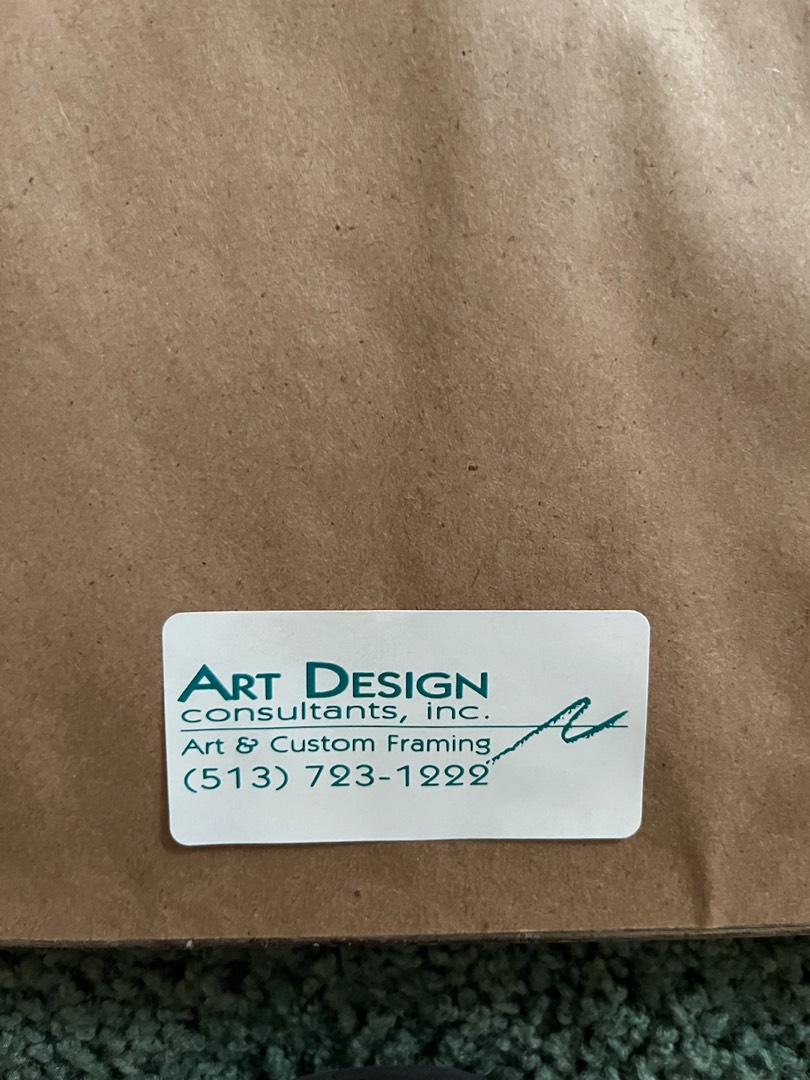 ART DESIGN
consultants, inc.
Art & Custom Framing
(513) 723-1222